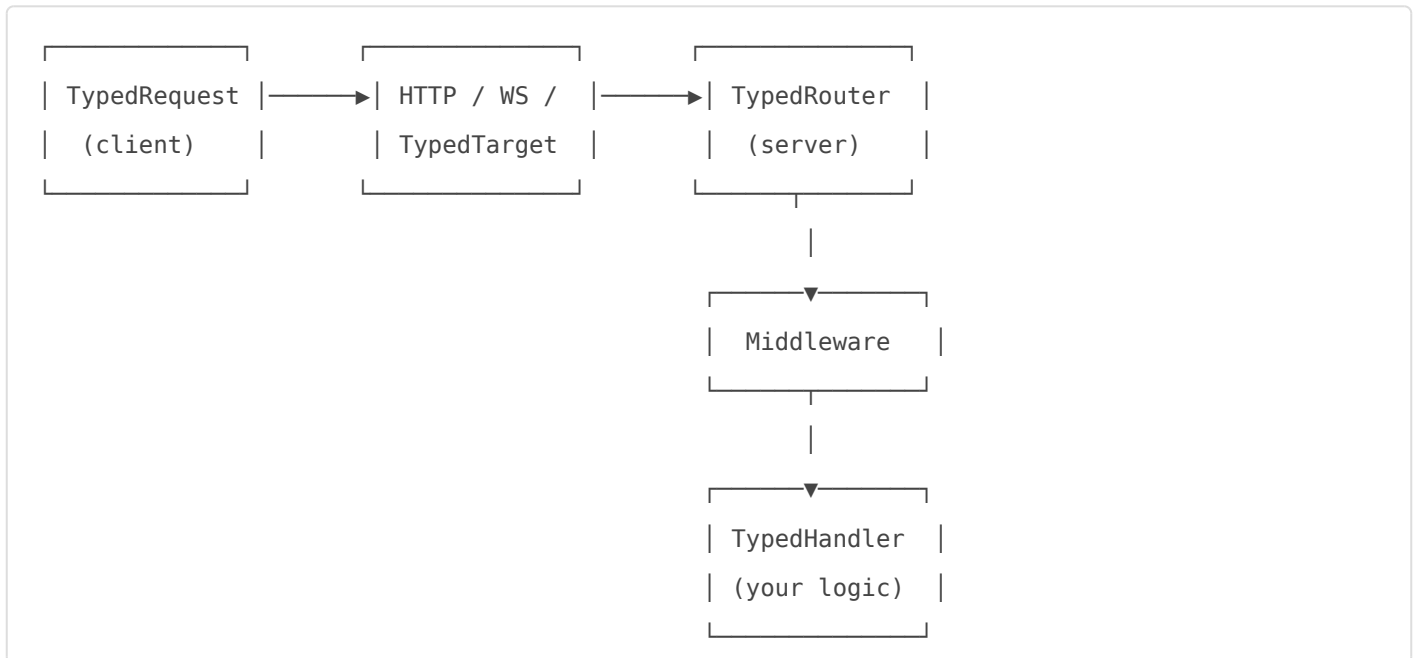 TypedRequest HTTP / WS / TypedRouter
(client) TypedTarget (server)
Middleware
TypedHandler
(your logic)